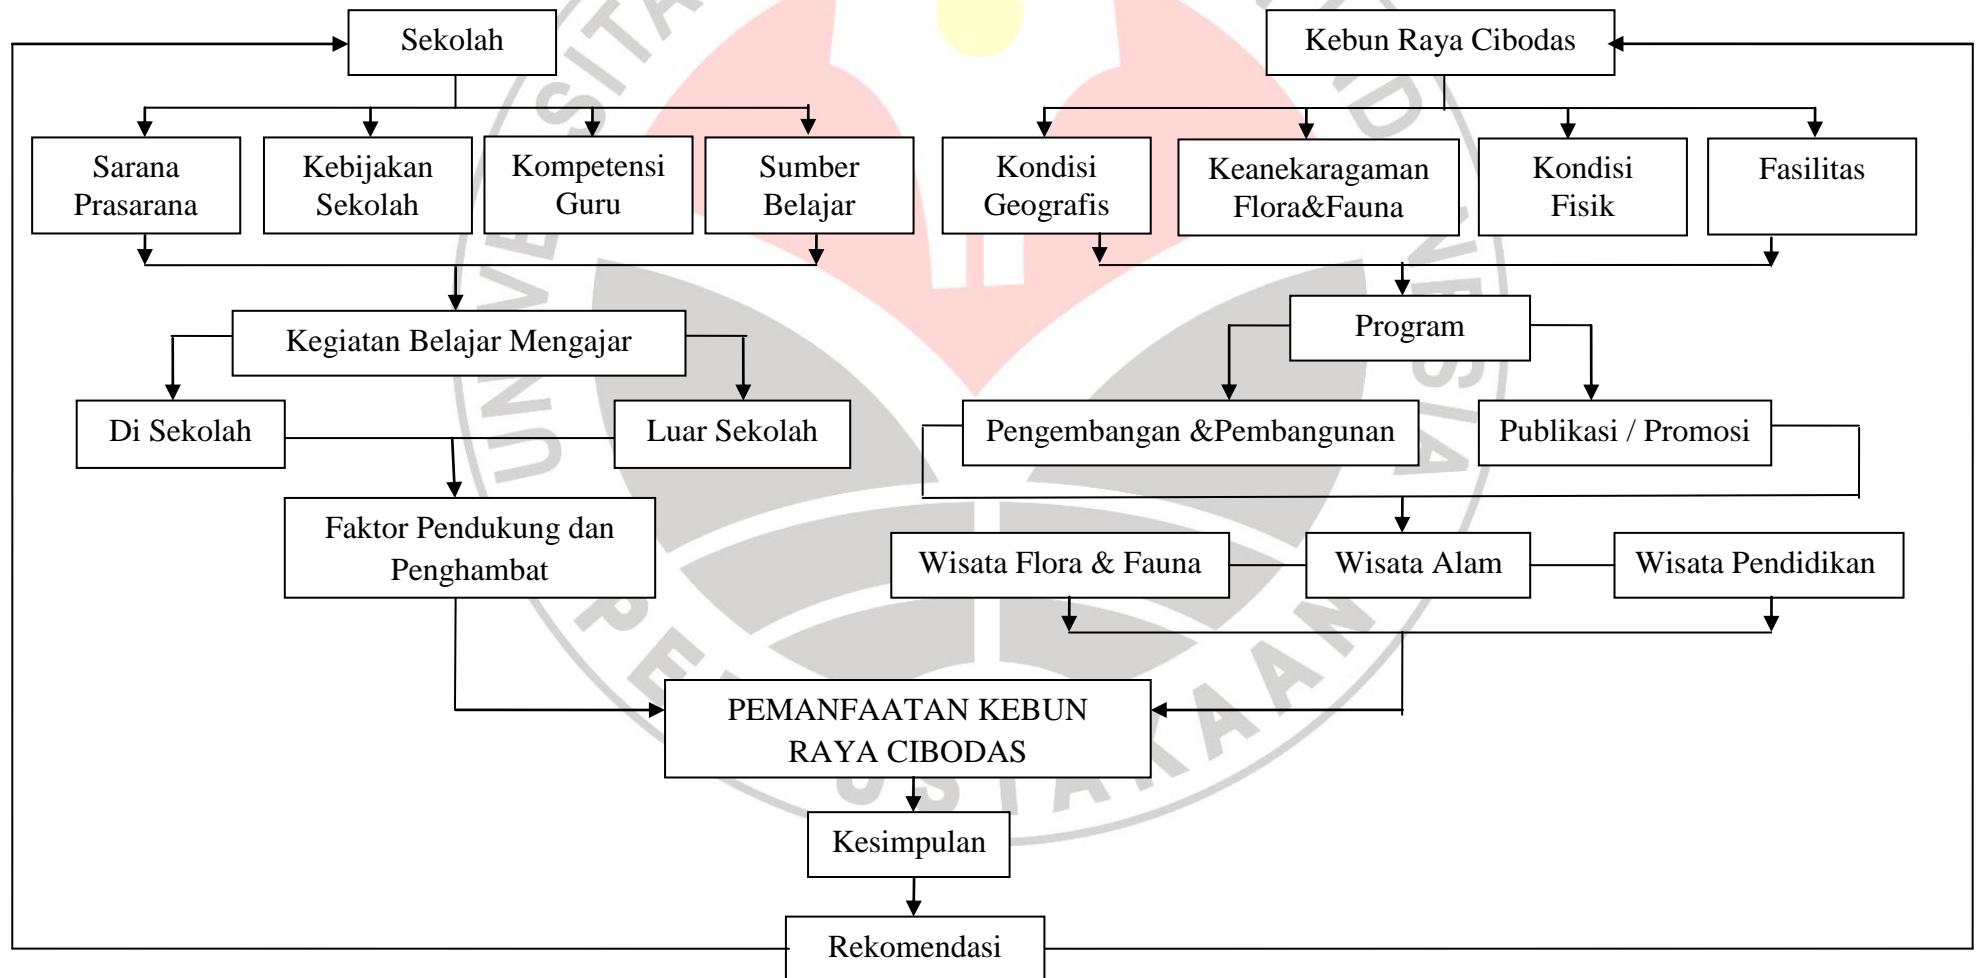 Sekolah
Kebun Raya Cibodas
Sarana
Prasarana
Kebijakan
Sekolah
Kompetensi
Guru
Sumber
Belajar
Kondisi
Geografis
Keanekaragaman
Flora&Fauna
Kondisi
Fisik
Fasilitas
Kegiatan Belajar Mengajar
Program
Di Sekolah
Luar Sekolah
Pengembangan &Pembangunan
Publikasi / Promosi
Faktor Pendukung dan
Penghambat
Wisata Flora & Fauna
Wisata Alam
Wisata Pendidikan
PEMANFAATAN KEBUN
RAYA CIBODAS
Kesimpulan
Rekomendasi